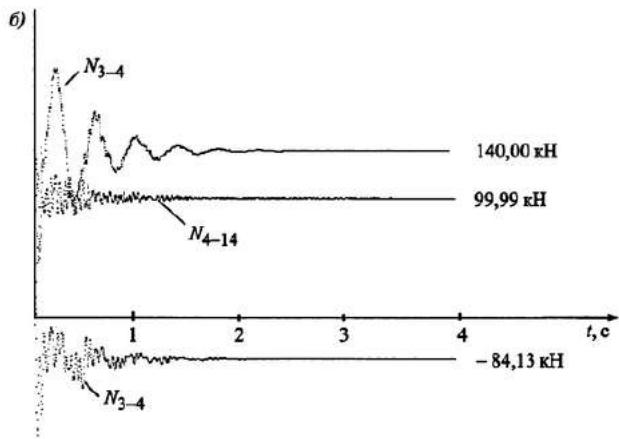 б)
N3–4
140,00 кН
99,99 кН
N4–14
1 2 3 4 t, с
– 84,13 кН
N3–4